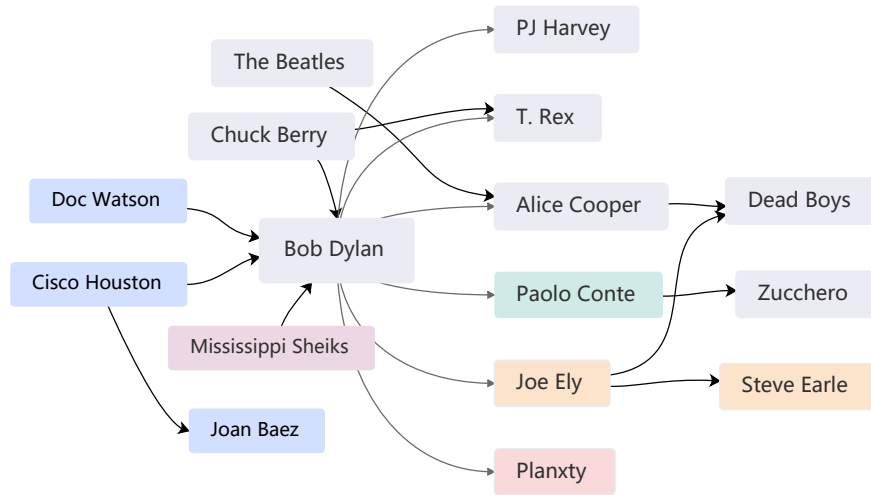 PJ Harvey
The Beatles
T. Rex
Chuck Berry
Doc Watson
Alice Cooper
Dead Boys
Bob Dylan
Cisco Houston
Paolo Conte
Zucchero
Mississippi Sheiks
Joe Ely
Steve Earle
Joan Baez
Planxty